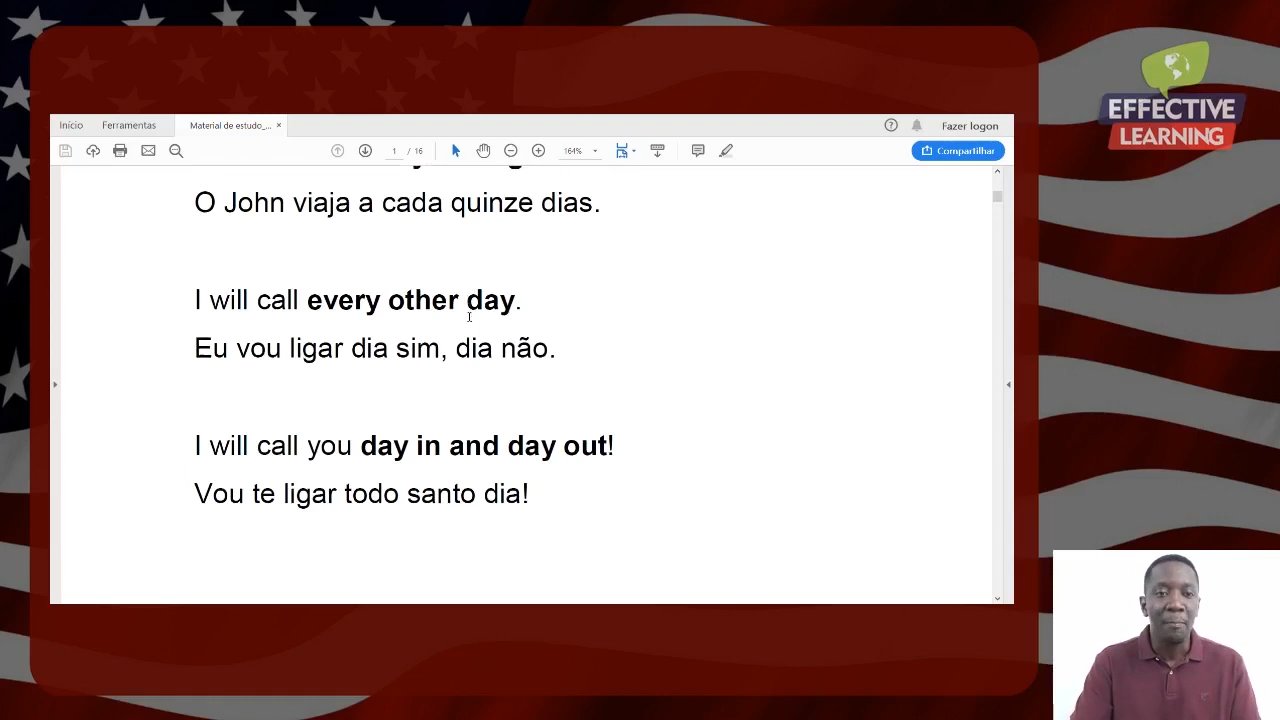 EFFECTIVE
LEARNING
Início Ferramentas Material de estudo_... ×
Fazer logon
1 / 16
164%
Compartilhar
O John viaja a cada quinze dias.
I will call every other day.
Eu vou ligar dia sim, dia não.
I will call you day in and day out!
Vou te ligar todo santo dia!